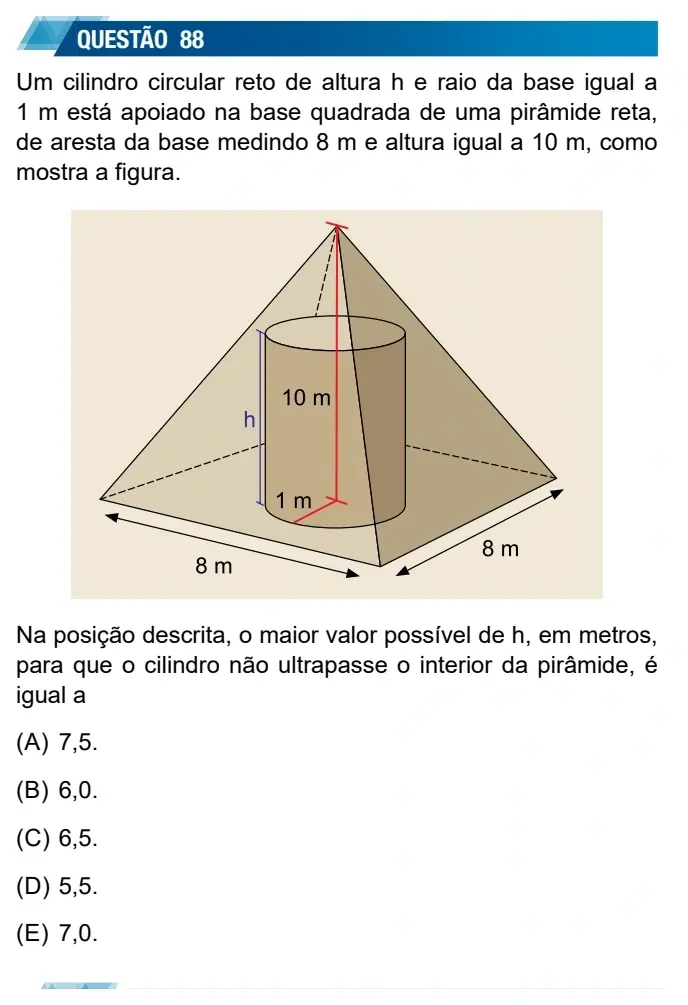 QUESTÃO 88
Um cilindro circular reto de altura h e raio da base igual a
1 m está apoiado na base quadrada de uma pirâmide reta,
de aresta da base medindo 8 m e altura igual a 10 m, como
mostra a figura.
10 m
h
1 m
8 m
8 m
Na posição descrita, o maior valor possível de h, em metros,
para que o cilindro não ultrapasse o interior da pirâmide, é
igual a
(A) 7,5.
(B) 6,0.
(C) 6,5.
(D) 5,5.
(E) 7,0.